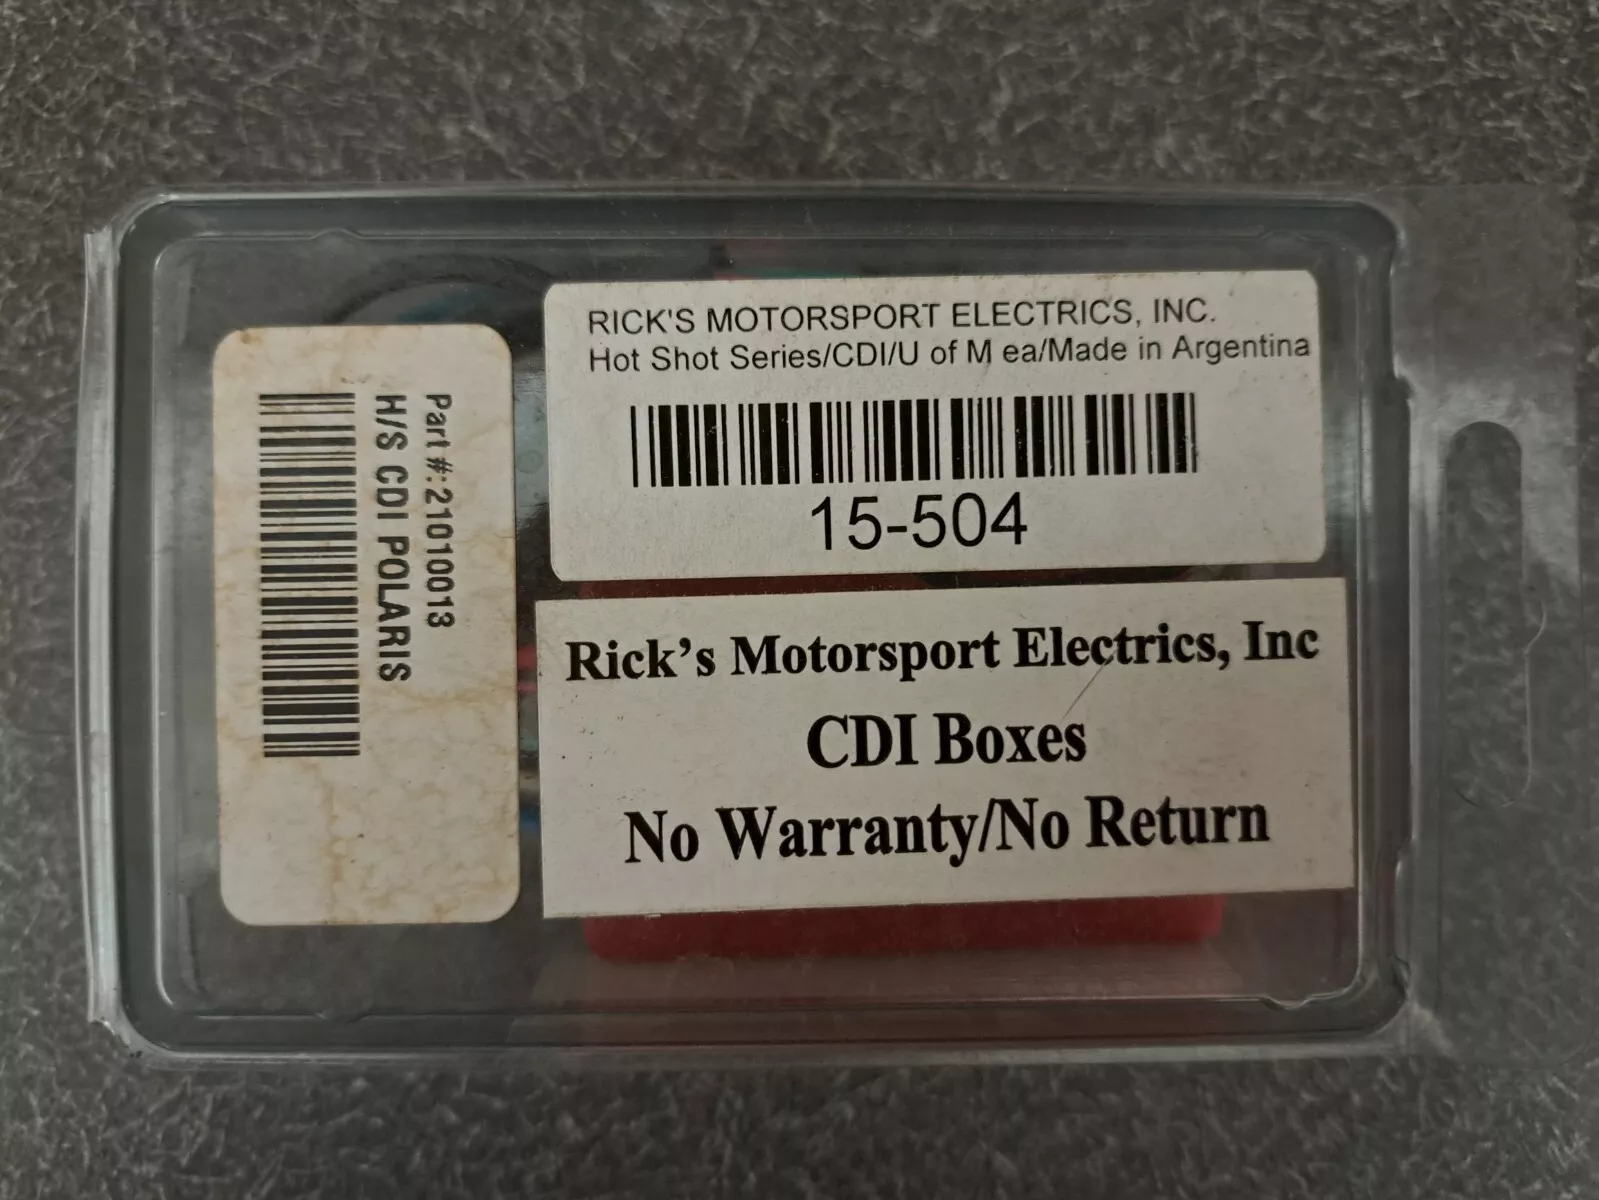 Part #:21010013
H/S CDI POLARIS
RICK'S MOTORSPORT ELECTRICS, INC.
Hot Shot Series/CDI/U of M ea/Made in Argentina
15-504
Rick’s Motorsport Electrics, Inc
CDI Boxes
No Warranty/No Return